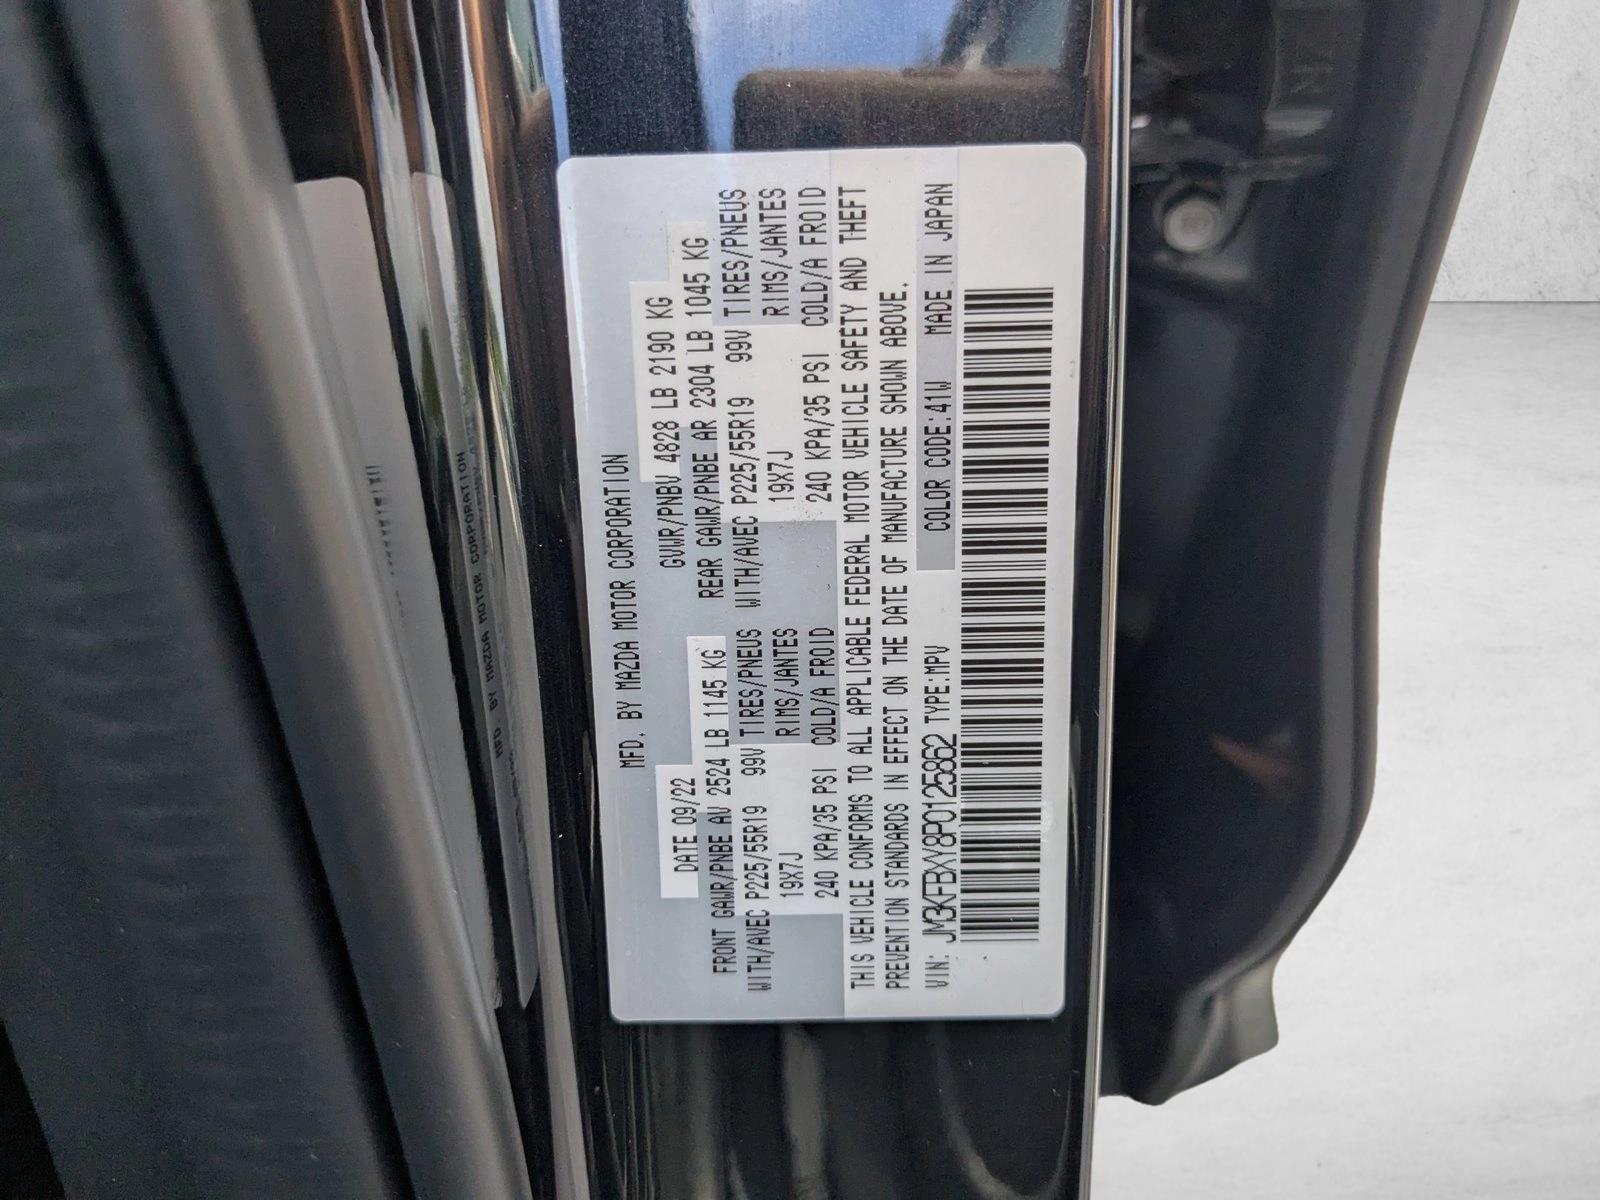 MFD. BY MAZDA MOTOR CORPORATION
DATE 09/22 GVWR/PNBV 4828 LB 2190 KG
FRONT GAWR/PNBE AV 2524 LB 1145 KG REAR GAWR/PNBE AR 2304 LB 1045 KG
WITH/AVEC P225/55R19 99V TIRES/PNEUS WITH/AVEC P225/55R19 99V TIRES/PNEUS
19X7J RIMS/JANTES 19X7J RIMS/JANTES
240 KPA/35 PSI COLD/A FROID 240 KPA/35 PSI COLD/A FROID
THIS VEHICLE CONFORMS TO ALL APPLICABLE FEDERAL MOTOR VEHICLE SAFETY AND THEFT
PREVENTION STANDARDS IN EFFECT ON THE DATE OF MANUFACTURE SHOWN ABOVE.
VIN: JM3KFBXY8P0125862 TYPE:MPV COLOR CODE:41W MADE IN JAPAN
MFD. BY MAZDA MOTOR CORPORATION